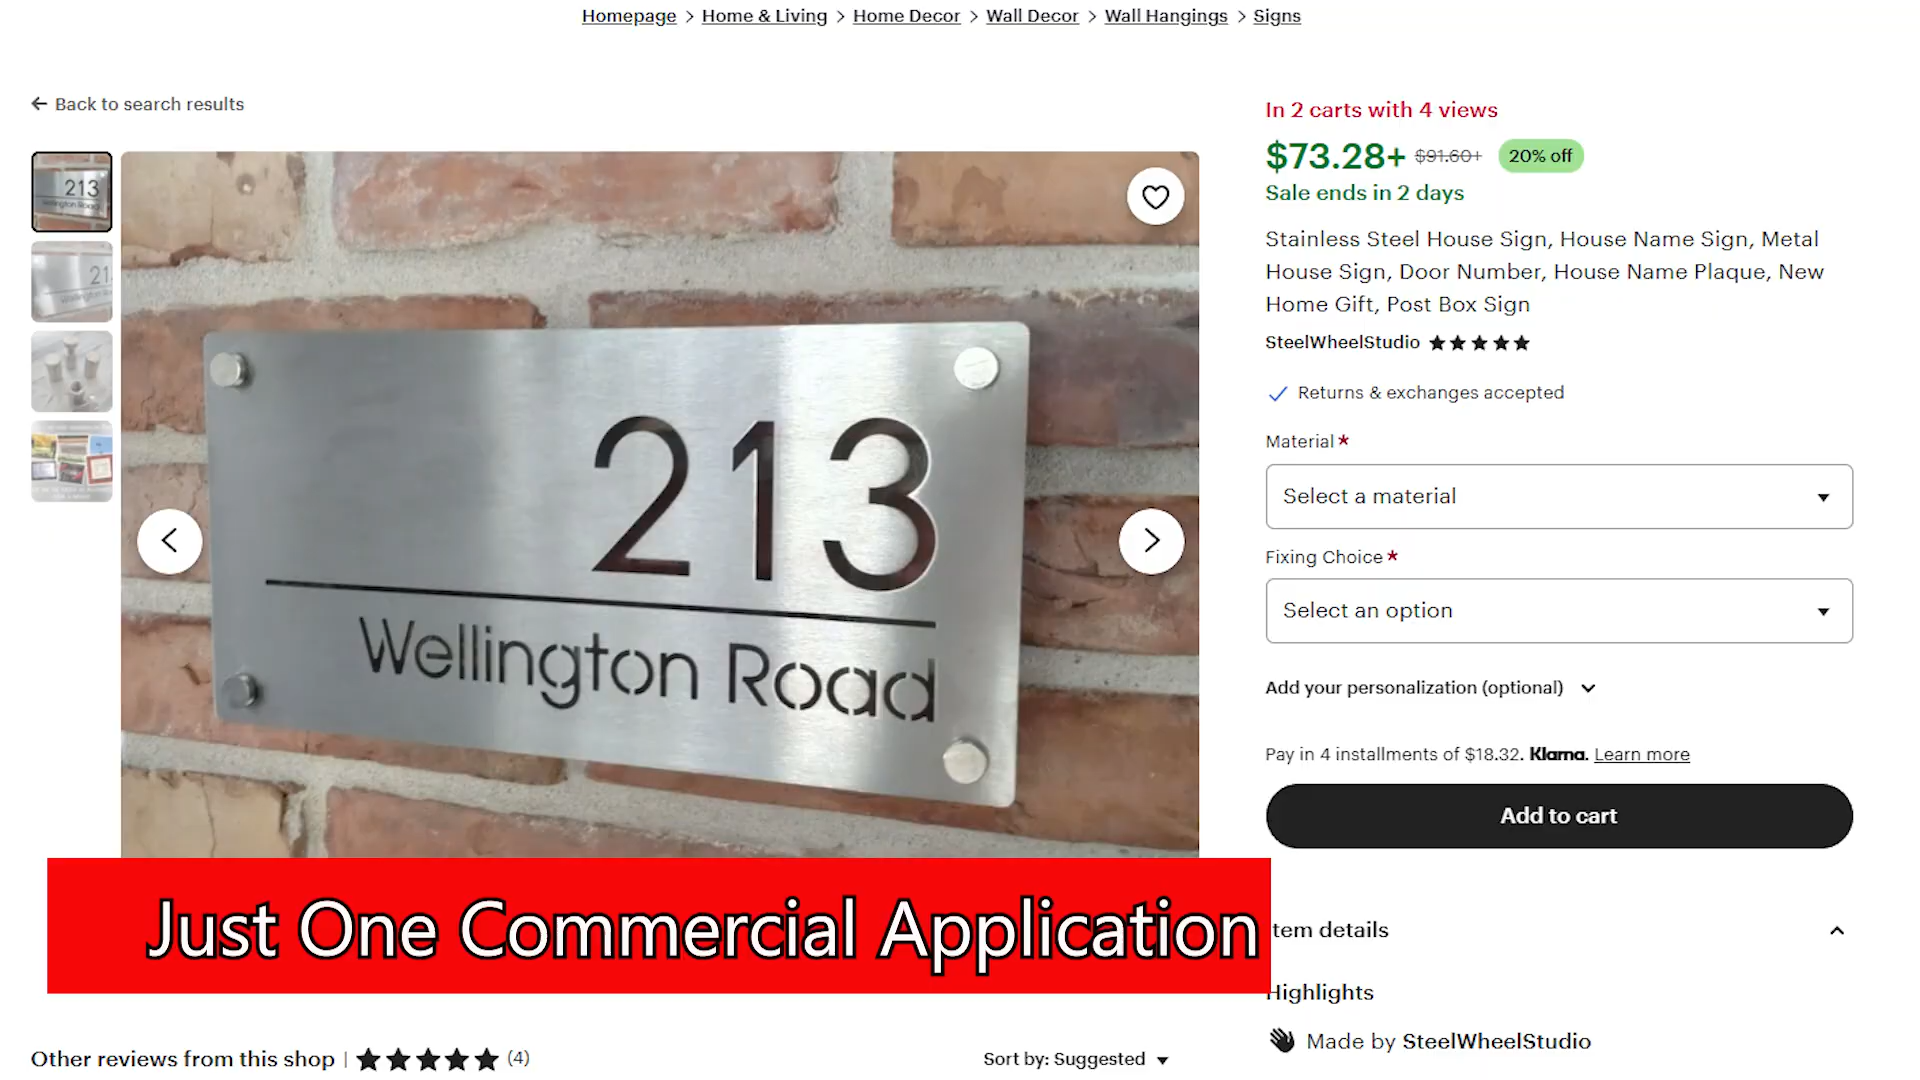 Homepage > Home & Living > Home Decor > Wall Decor > Wall Hangings > Signs
Back to search results
213
Wellington Road
In 2 carts with 4 views
$73.28+ $91.60+ 20% off
Sale ends in 2 days
Stainless Steel House Sign, House Name Sign, Metal
House Sign, Door Number, House Name Plaque, New
Home Gift, Post Box Sign
SteelWheelStudio
Returns & exchanges accepted
Material *
Select a material
Fixing Choice *
Select an option
Add your personalization (optional)
Pay in 4 installments of $18.32. Klarna. Learn more
Add to cart
Just One Commercial Application
tem details
Highlights
Made by SteelWheelStudio
Other reviews from this shop | (4)
Sort by: Suggested